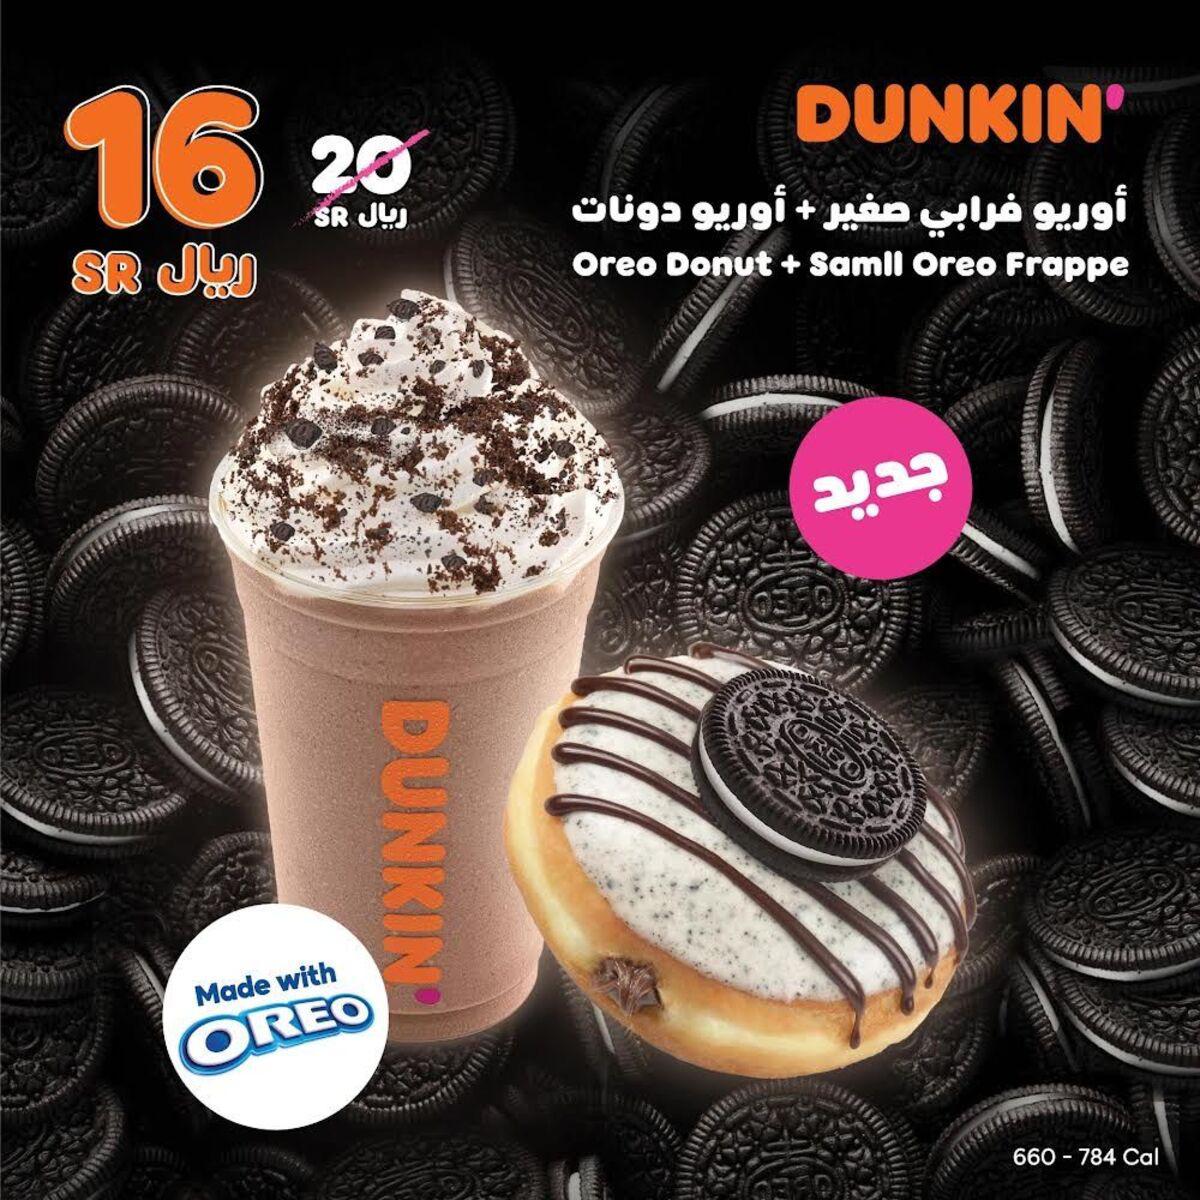 DUNKIN'
16
ريال SR
20
ريال SR
أوريو فرابي صغير + أوريو دونات
Oreo Donut + Samll Oreo Frappe
جديد
OREO
DUNKIN'
Made with
OREO
660 - 784 Cal